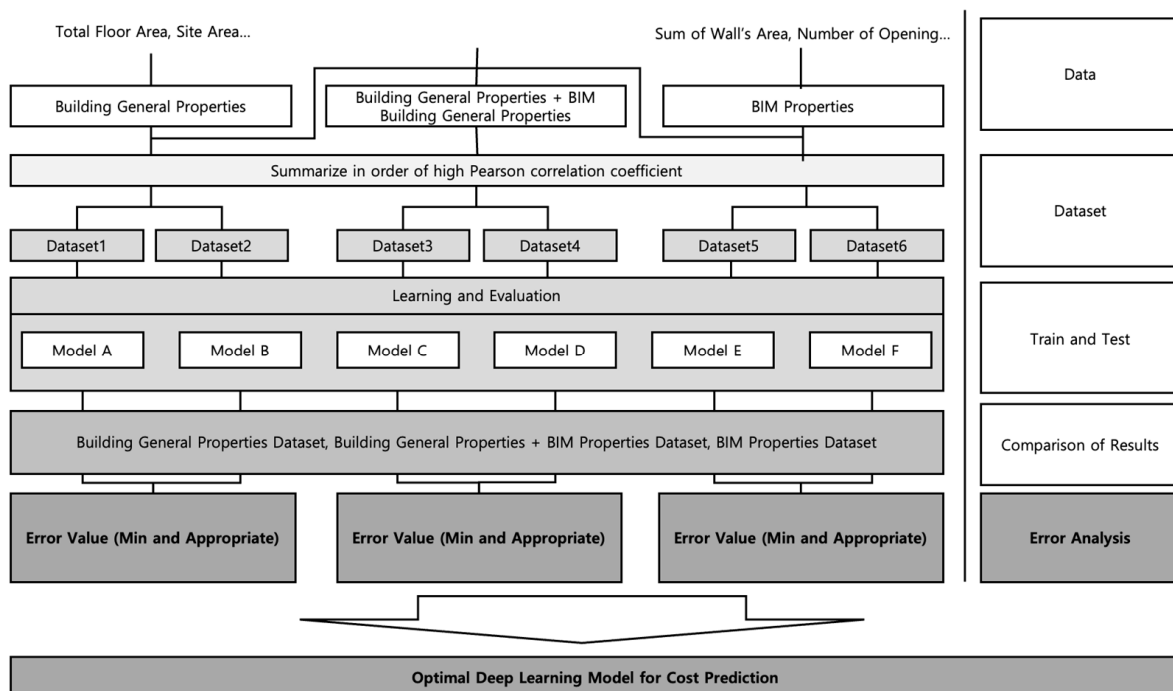 Total Floor Area, Site Area...
Sum of Wall's Area, Number of Opening...
Data
Building General Properties
Building General Properties + BIM
Building General Properties
BIM Properties
Summarize in order of high Pearson correlation coefficient
Dataset
Dataset1
Dataset2
Dataset3
Dataset4
Dataset5
Dataset6
Learning and Evaluation
Train and Test
Model A
Model B
Model C
Model D
Model E
Model F
Building General Properties Dataset, Building General Properties + BIM Properties Dataset, BIM Properties Dataset
Comparison of Results
Error Value (Min and Appropriate)
Error Value (Min and Appropriate)
Error Value (Min and Appropriate)
Error Analysis
Optimal Deep Learning Model for Cost Prediction